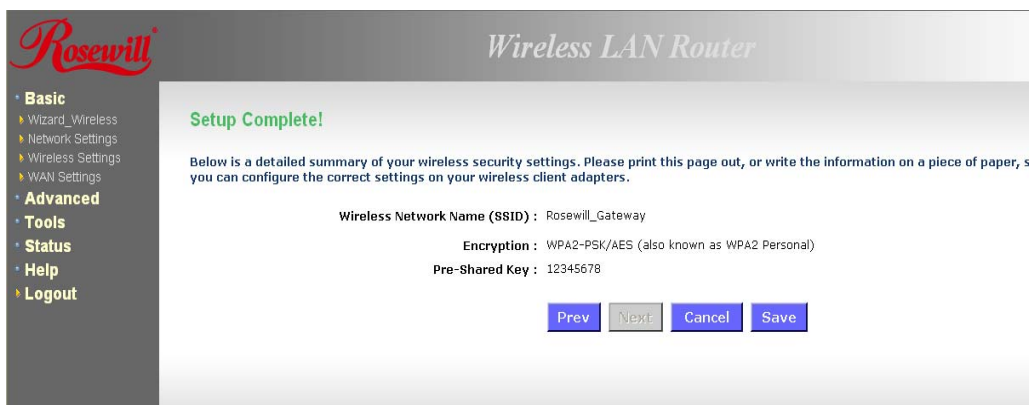 Rosewill
Wireless LAN Router
Basic
Wizard_Wireless
Network Settings
Wireless Settings
WAN Settings
Advanced
Tools
Status
Help
Logout
Setup Complete!
Below is a detailed summary of your wireless security settings. Please print this page out, or write the information on a piece of paper, s
you can configure the correct settings on your wireless client adapters.
Wireless Network Name (SSID) : Rosewill_Gateway
Encryption : WPA2-PSK/AES (also known as WPA2 Personal)
Pre-Shared Key : 12345678
Prev Next Cancel Save